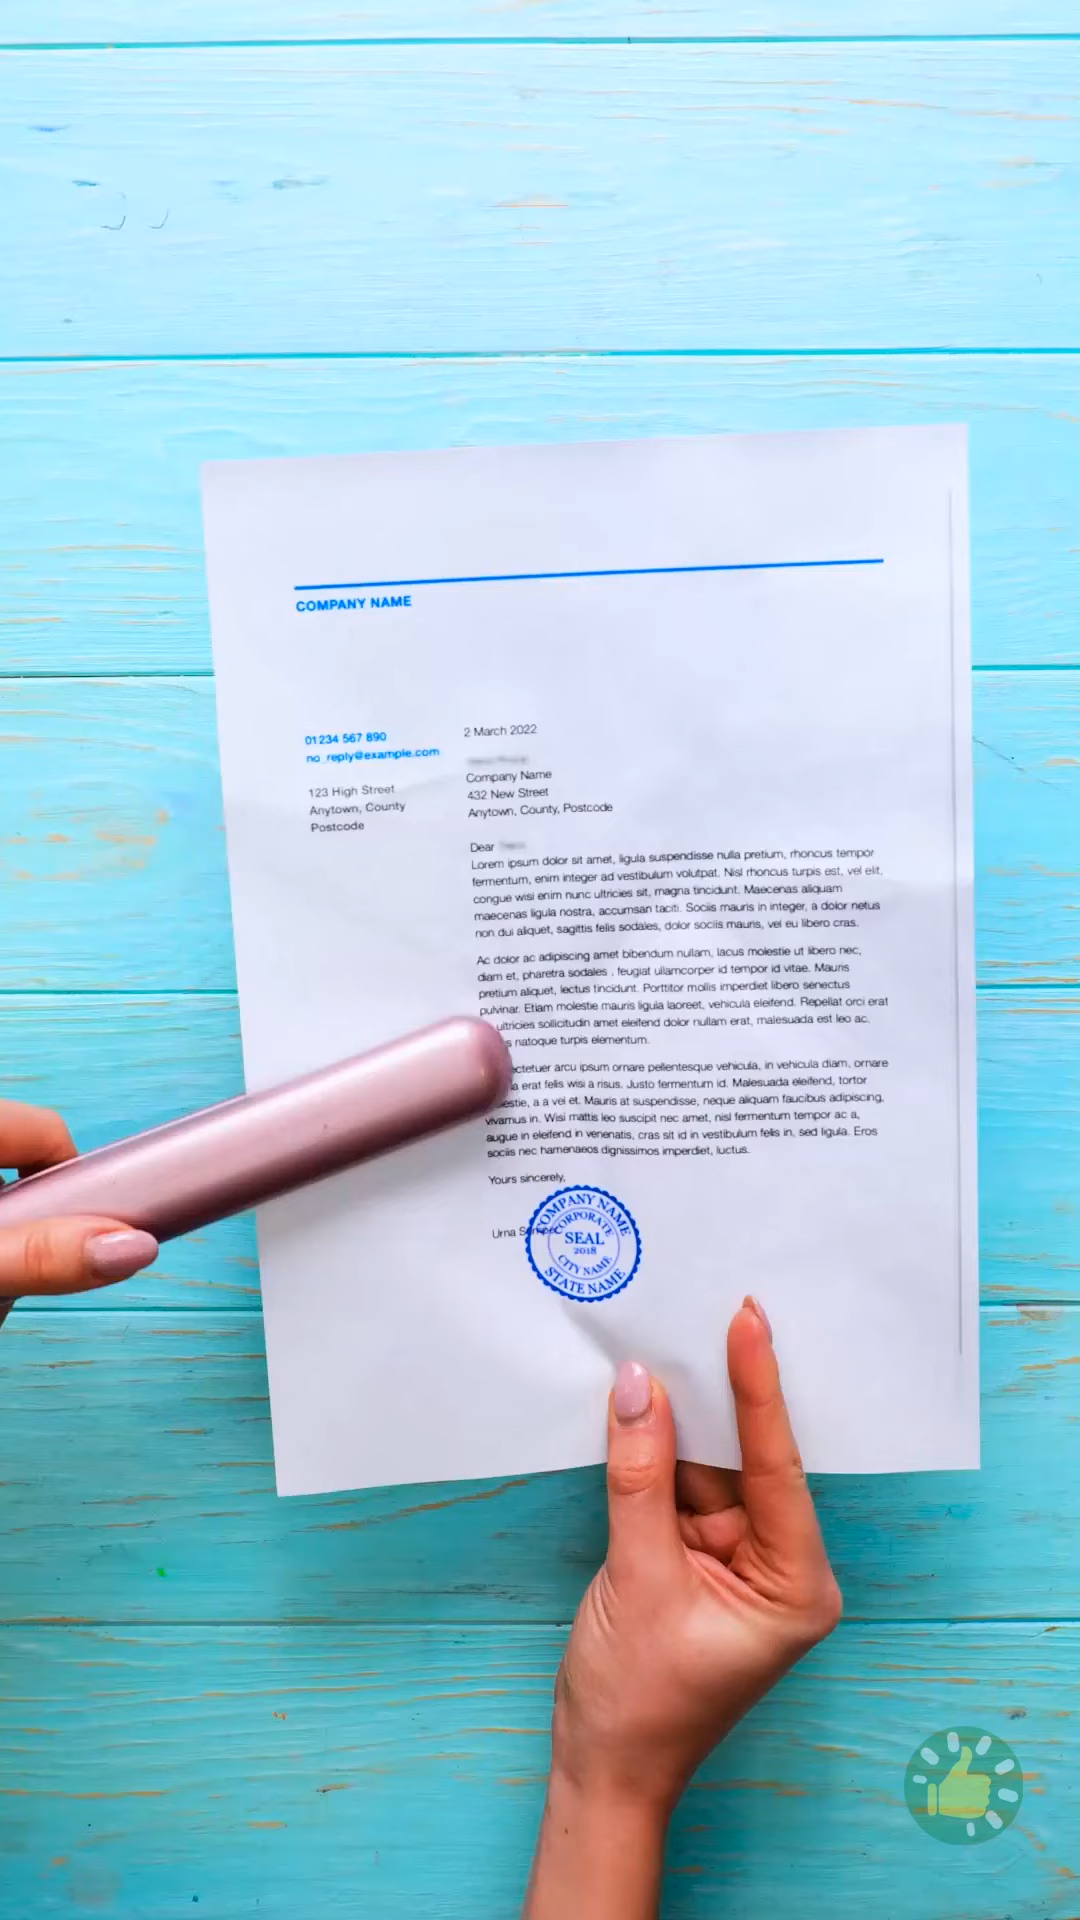 COMPANY NAME
01234 567 890
no_reply@example.com
123 High Street
Anytown, County
Postcode
2 March 2022
Company Name
432 New Street
Anytown, County, Postcode
Dear
Lorem ipsum dolor sit amet, ligula suspendisse nulla pretium, rhoncus tempor
fermentum, enim integer ad vestibulum volutpat. Nisl rhoncus turpis est, vel elit,
congue wisi enim nunc ultricies sit, magna tincidunt. Maecenas aliquam
maecenas ligula nostra, accumsan taciti. Sociis mauris in integer, a dolor netus
non dui aliquet, sagittis felis sodales, dolor sociis mauris, vel eu libero cras.
Ac dolor ac adipiscing amet bibendum nullam, lacus molestie ut libero nec,
diam et, pharetra sodales , feugiat ullamcorper id tempor id vitae. Mauris
pretium aliquet, lectus tincidunt. Porttitor mollis imperdiet libero senectus
pulvinar. Etiam molestie mauris ligula laoreet, vehicula eleifend. Repellat orci erat
ultricies sollicitudin amet eleifend dolor nullam erat, malesuada est leo ac.
natoque turpis elementum.
arcu ipsum ornare pellentesque vehicula, in vehicula diam, ornare
erat felis wisi a risus. Justo fermentum id. Malesuada eleifend, tortor
a a vel et. Mauris at suspendisse, neque aliquam faucibus adipiscing,
vivamus in. Wisi mattis leo suscipit nec amet, nisl fermentum tempor ac a,
augue in eleifend in venenatis, cras sit id in vestibulum felis in, sed ligula. Eros
sociis nec hamenaeos dignissimos imperdiet, luctus.
Yours sincerely,
Urna
COMPANY NAME
CORPORATE
SEAL
2018
CITY NAME
STATE NAME